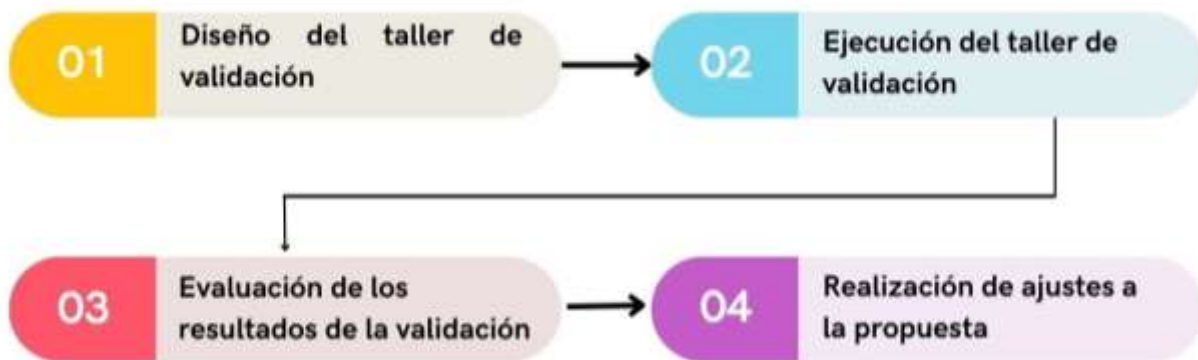 01
Diseño del taller de
validación
02
Ejecución del taller de
validación
03
Evaluación de los
resultados de la validación
04
Realización de ajustes a
la propuesta